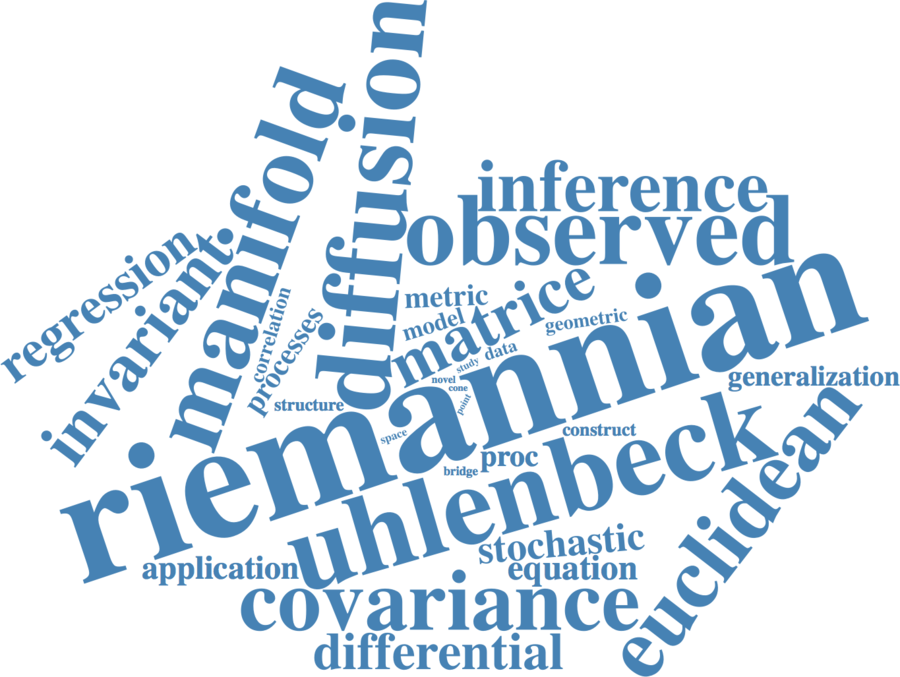 diffusion
manifold
inference
observed
regression
invariant
correlation
processes
metric
matrice
model
geometric
study
data
novel
cone
point
structure
space
riemannian
generalization
construct
proc
bridge
uhlenbeck
euclidean
stochastic
equation
application
covariance
differential